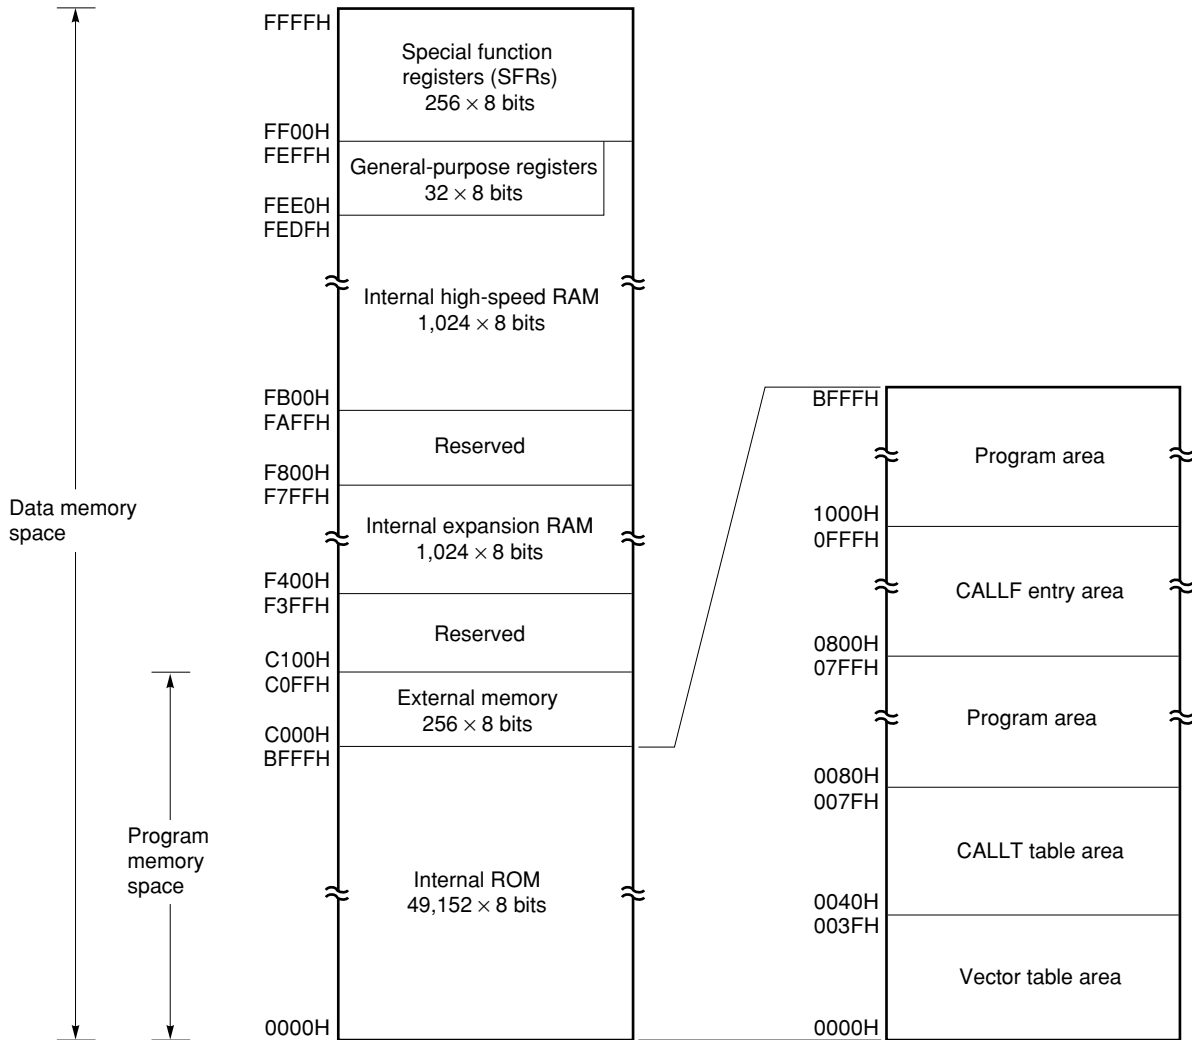 FFFFH
Special function
registers (SFRs)
256 × 8 bits
FF00H
FEFFH
General-purpose registers
32 × 8 bits
FEE0H
FEDFH
Internal high-speed RAM
1,024 × 8 bits
FB00H
FAFFH
Reserved
F800H
F7FFH
Internal expansion RAM
1,024 × 8 bits
F400H
F3FFH
Reserved
C100H
C0FFH
External memory
256 × 8 bits
C000H
BFFFH
Internal ROM
49,152 × 8 bits
0000H
Data memory
space
Program
memory
space
BFFFH
Program area
1000H
0FFFH
CALLF entry area
0800H
07FFH
Program area
0080H
007FH
CALLT table area
0040H
003FH
Vector table area
0000H